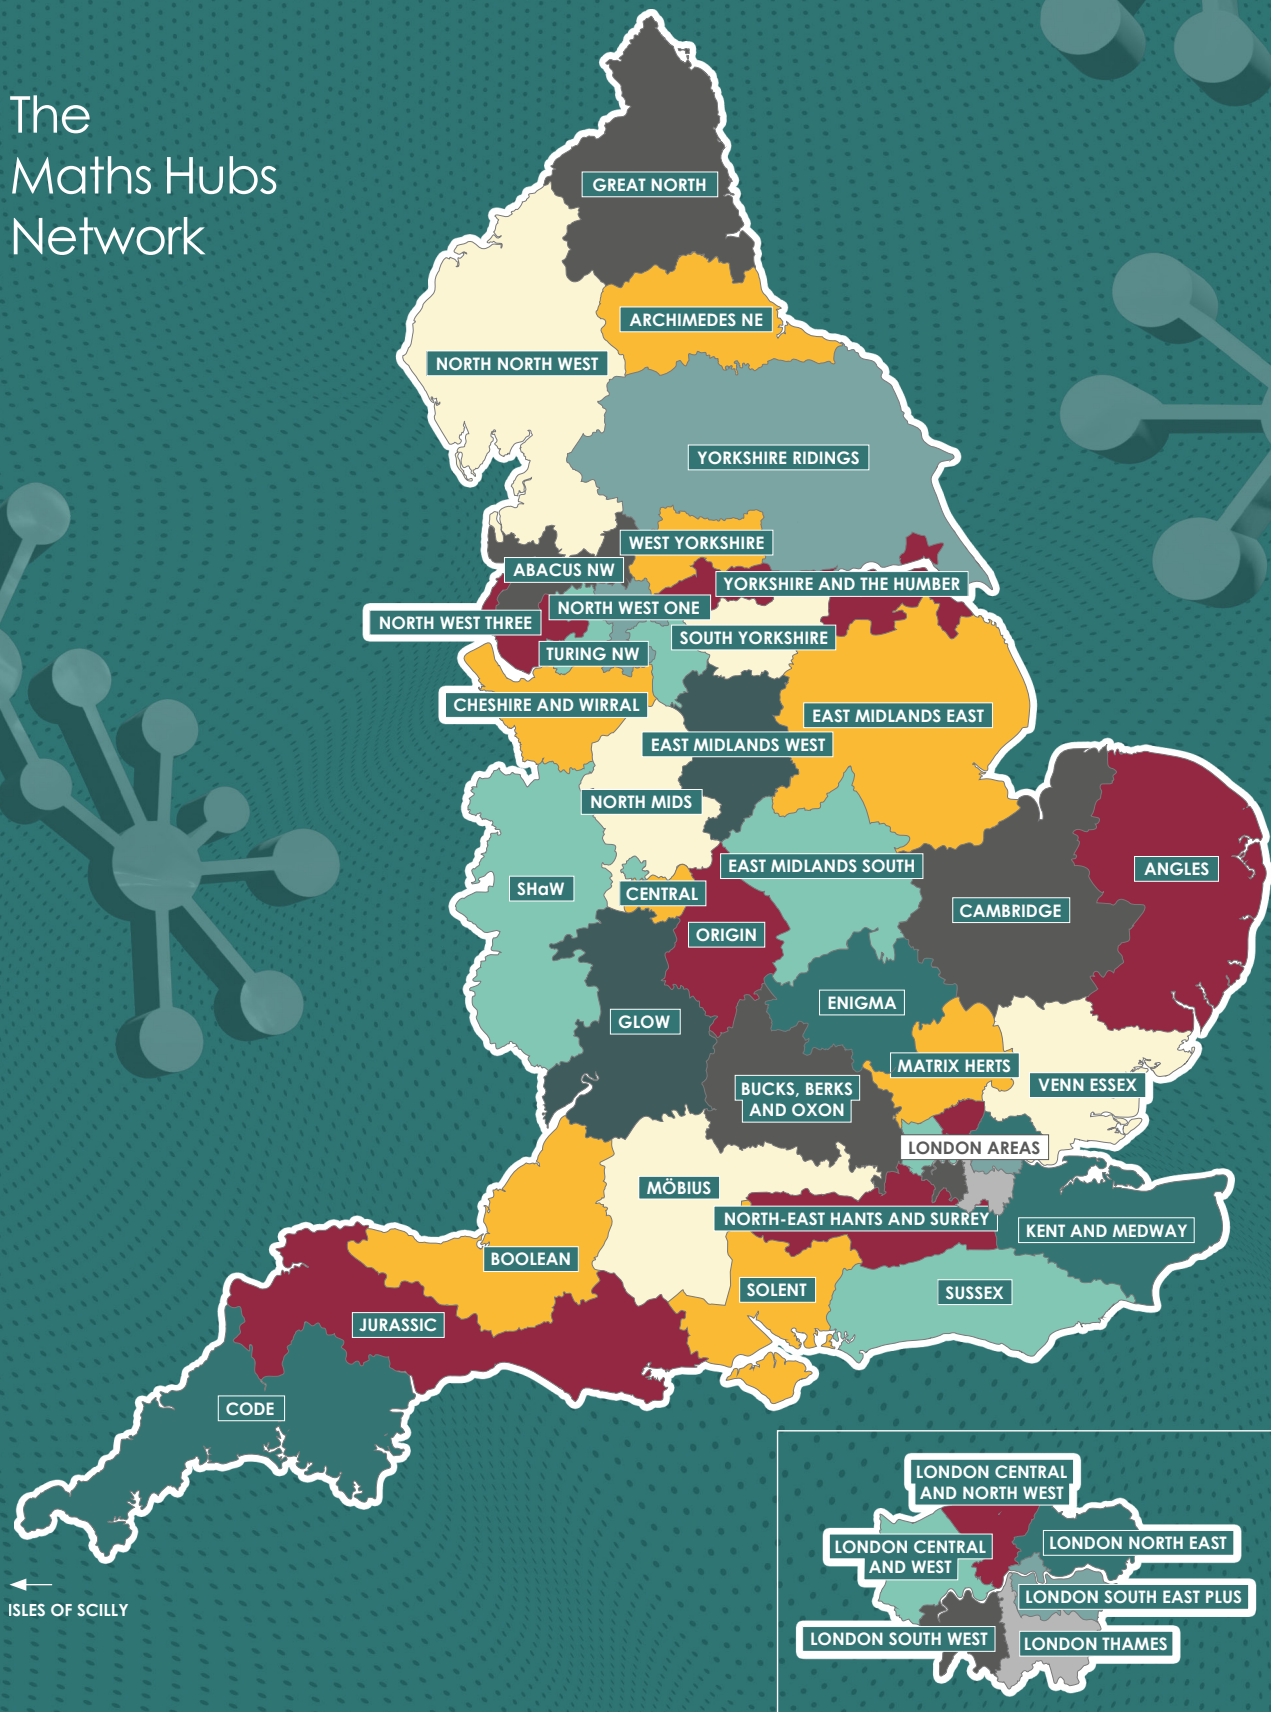 The
Maths Hubs
Network
GREAT NORTH
ARCHIMEDES NE
NORTH NORTH WEST
YORKSHIRE RIDINGS
WEST YORKSHIRE
ABACUS NW
YORKSHIRE AND THE HUMBER
NORTH WEST ONE
NORTH WEST THREE
SOUTH YORKSHIRE
TURING NW
CHESHIRE AND WIRRAL
EAST MIDLANDS EAST
EAST MIDLANDS WEST
NORTH MIDS
EAST MIDLANDS SOUTH
ANGLES
SHaW
CENTRAL
CAMBRIDGE
ORIGIN
ENIGMA
GLOW
MATRIX HERTS
VENN ESSEX
BUCKS, BERKS
AND OXON
LONDON AREAS
MÖBIUS
NORTH-EAST HANTS AND SURREY
KENT AND MEDWAY
BOOLEAN
SOLENT
SUSSEX
JURASSIC
CODE
ISLES OF SCILLY
LONDON CENTRAL
AND NORTH WEST
LONDON CENTRAL
AND WEST
LONDON NORTH EAST
LONDON SOUTH EAST PLUS
LONDON SOUTH WEST
LONDON THAMES